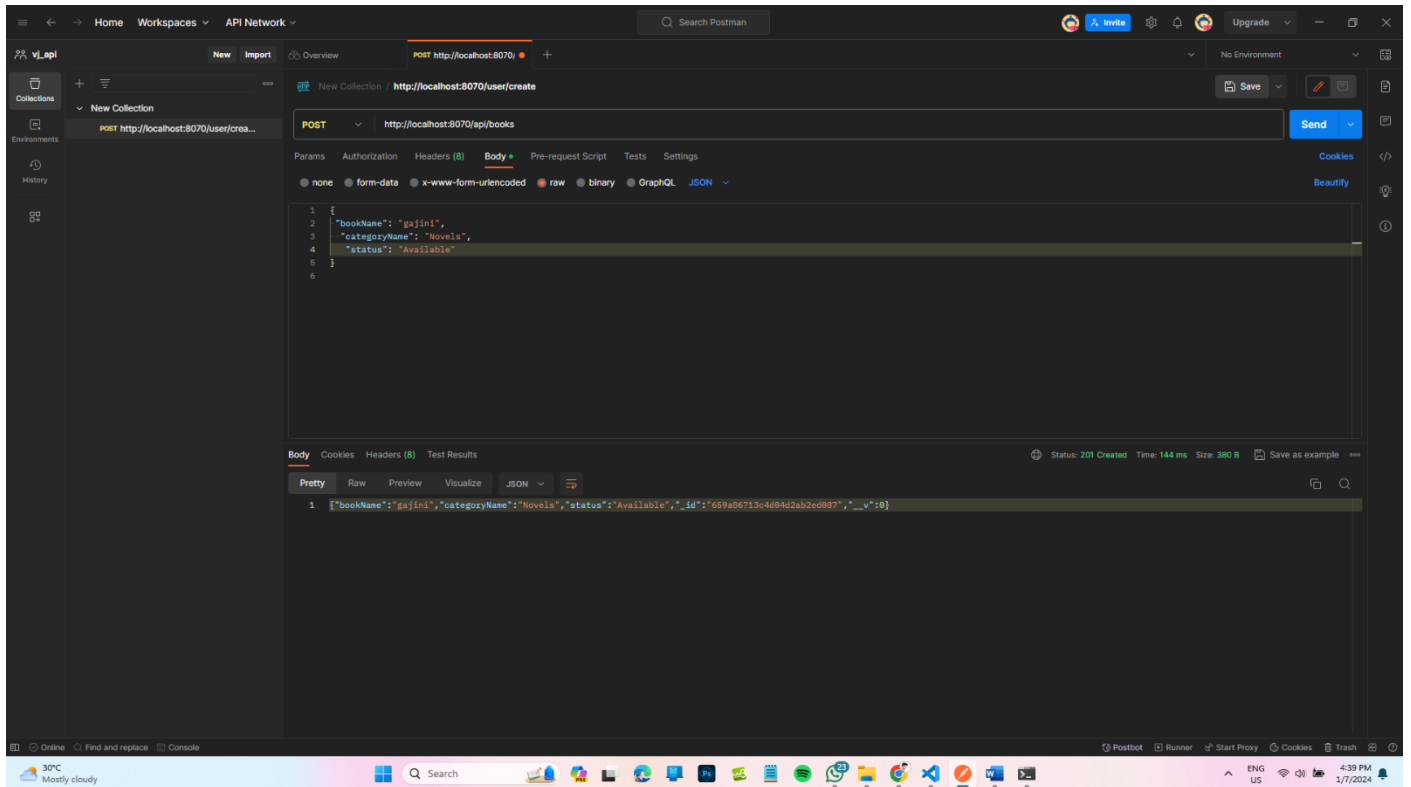 Home Workspaces API Network Search Postman Invite Upgrade
vj_api New Import Overview POST http://localhost:8070/ No Environment
Collections
New Collection / http://localhost:8070/user/create Save
New Collection
POST http://localhost:8070/user/crea...
Environments
History
POST http://localhost:8070/api/books Send
Params Authorization Headers (8) Body Pre-request Script Tests Settings Cookies
none form-data x-www-form-urlencoded raw binary GraphQL JSON Beautify
1 {
2 "bookName": "gajini",
3 "categoryName": "Novels",
4 "status": "Available"
5 }
6
Body Cookies Headers (8) Test Results Status: 201 Created Time: 144 ms Size: 380 B Save as example
Pretty Raw Preview Visualize JSON
1 {"bookName":"gajini","categoryName":"Novels","status":"Available","_id":"659a86713c4d04d2ab2ed087","__v":0}
Online Find and replace Console Postbot Runner Start Proxy Cookies Trash
30°C
Mostly cloudy
Search
PRE
Ps
23
ENG
US
4:39 PM
1/7/2024